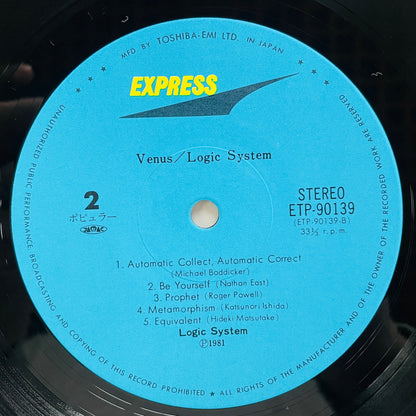 ★ ★ ★ MFD BY TOSHIBA-EMI LTD. IN JAPAN ★ ★ ★
EXPRESS
Venus/Logic System
2
ポピュラー
JASRAC
STEREO
ETP-90139
(ETP-90139-B)
33⅓ r.p.m.
1. Automatic Collect, Automatic Correct
(Michael Boddicker)
2. Be Yourself (Nathan East)
3. Prophet (Roger Powell)
4. Metamorphism (Katsunori Ishida)
5. Equivalent (Hideki Matsutake)
Logic System
Ⓟ1981
UNAUTHORIZED PUBLIC PERFORMANCE, BROADCASTING AND COPYING OF THIS RECORD PROHIBITED ★ ALL RIGHTS OF THE MANUFACTURER AND OF THE OWNER OF THE RECORDED WORK ARE RESERVED